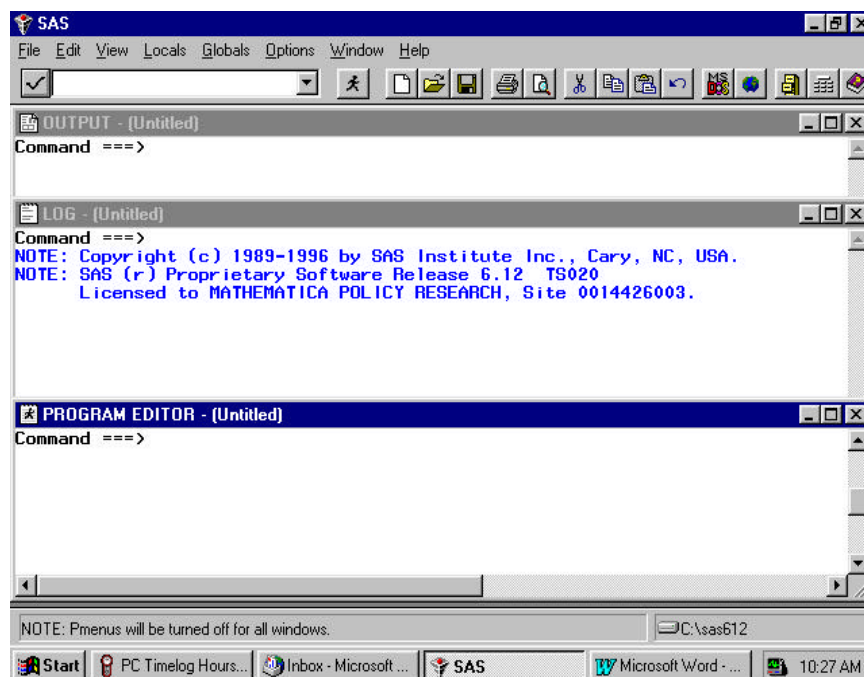 SAS
File Edit View Locals Globals Options Window Help
MS DOS
OUTPUT - (Untitled)
Command ===>
LOG - (Untitled)
Command ===>
NOTE: Copyright (c) 1989-1996 by SAS Institute Inc., Cary, NC, USA.
NOTE: SAS (r) Proprietary Software Release 6.12 TS020
Licensed to MATHEMATICA POLICY RESEARCH, Site 0014426003.
PROGRAM EDITOR - (Untitled)
Command ===>
NOTE: Pmenus will be turned off for all windows.
C:\sas612
Start PC Timelog Hours... Inbox - Microsoft ... SAS Microsoft Word - ... 10:27 AM